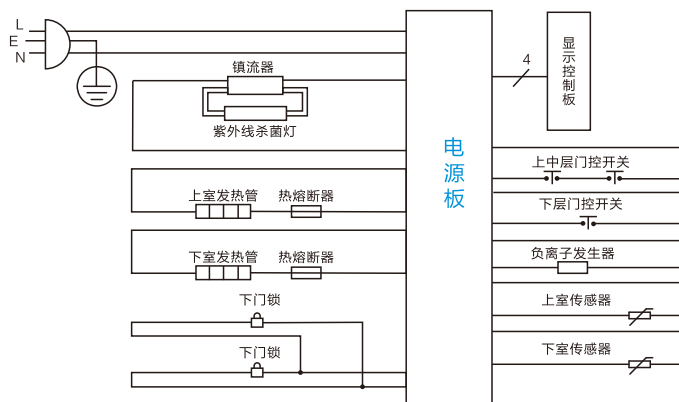 L
E
N
镇流器
紫外线杀菌灯
上室发热管
热熔断器
下室发热管
热熔断器
下门锁
下门锁
电源板
4
显示控制板
上中层门控开关
下层门控开关
负离子发生器
上室传感器
下室传感器